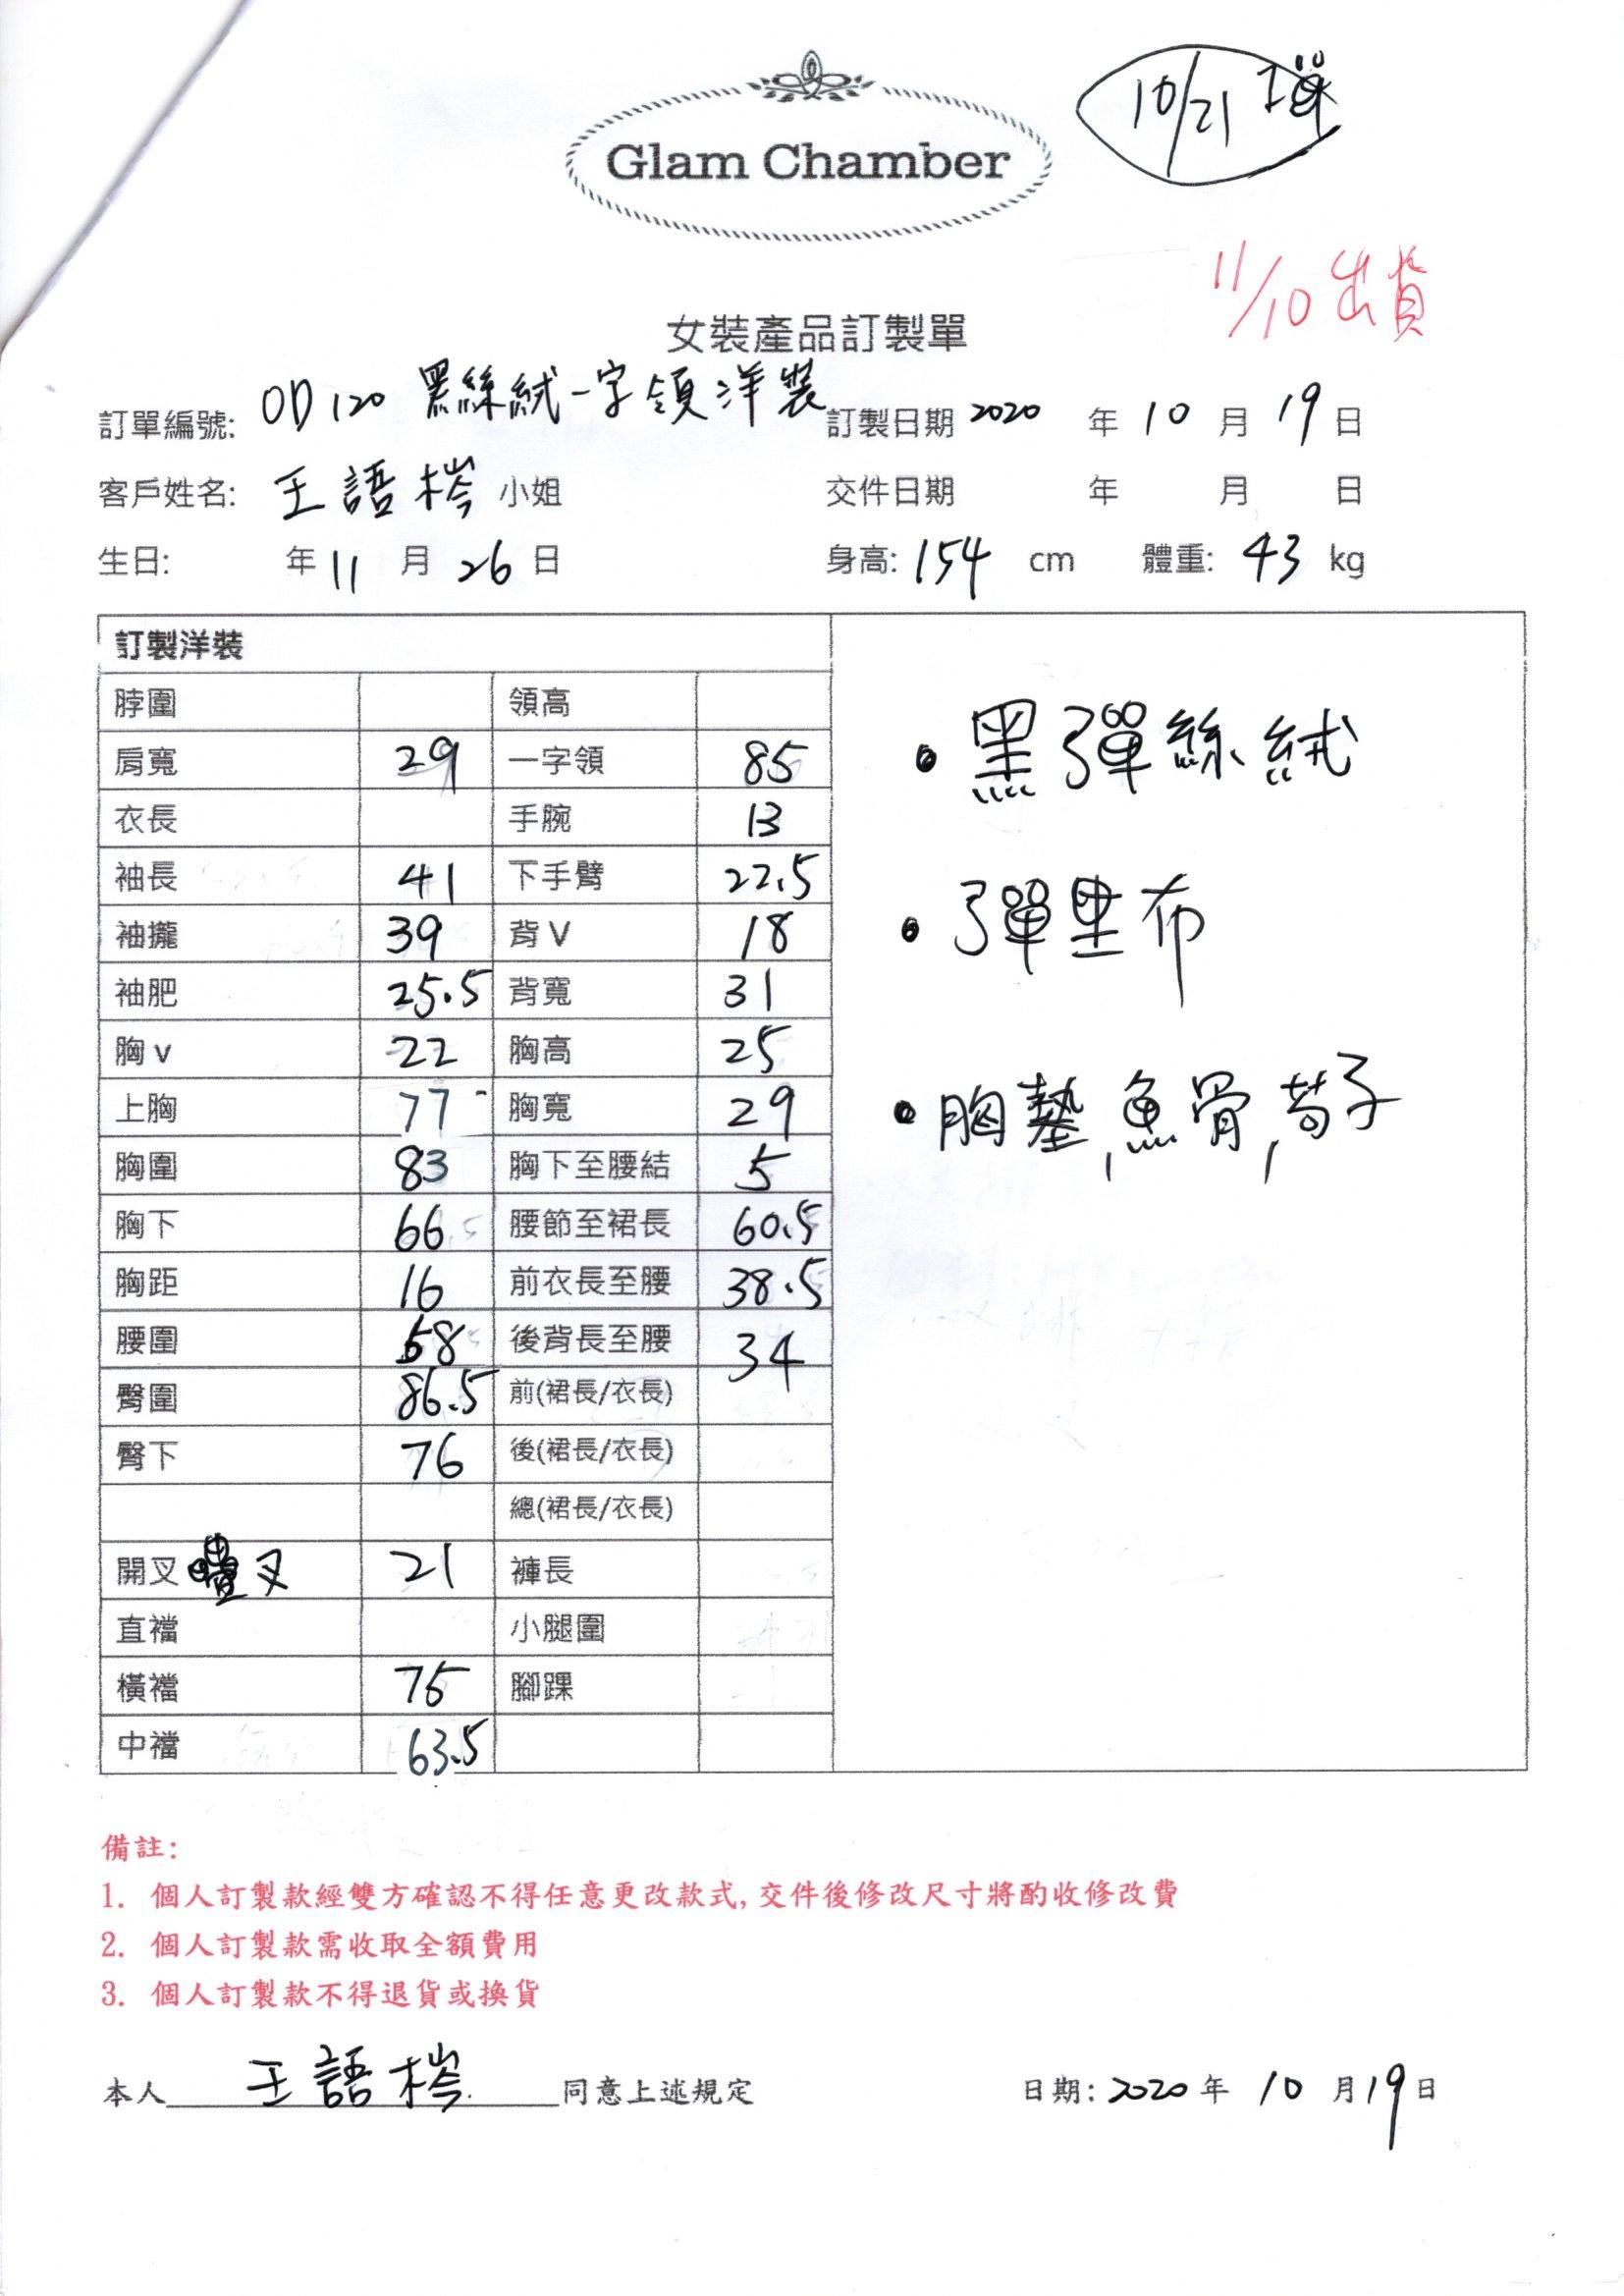 Glam Chamber
10/21
11/10 出貨
女裝產品訂製單
訂單編號: OD120 黑絲絨一字領洋裝 訂製日期 2020 年 10 月 19 日
客戶姓名: 王語梣 小姐 交件日期 年 月 日
生日: 年 11 月 26 日 身高: 154 cm 體重: 43 kg
訂製洋裝
脖圍 領高
肩寬 29 一字領 85
衣長 手腕 13
袖長 41 下手臂 22.5
袖攏 39 背V 18
袖肥 25.5 背寬 31
胸v 22 胸高 25
上胸 77 胸寬 29
胸圍 83 胸下至腰結 5
胸下 66 腰節至裙長 60.5
胸距 16 前衣長至腰 38.5
腰圍 58 後背長至腰 34
臀圍 86.5 前(裙長/衣長)
臀下 76 後(裙長/衣長)
總(裙長/衣長)
開叉 疊叉 21 褲長
直襠 小腿圍
橫襠 75 腳踝
中襠 63.5
• 黑彈絲絨
• 彈里布
• 胸墊,魚骨,苟子
備註:
1. 個人訂製款經雙方確認不得任意更改款式,交件後修改尺寸將酌收修改費
2. 個人訂製款需收取全額費用
3. 個人訂製款不得退貨或換貨
本人 王語梣 同意上述規定 日期: 2020 年 10 月 19 日